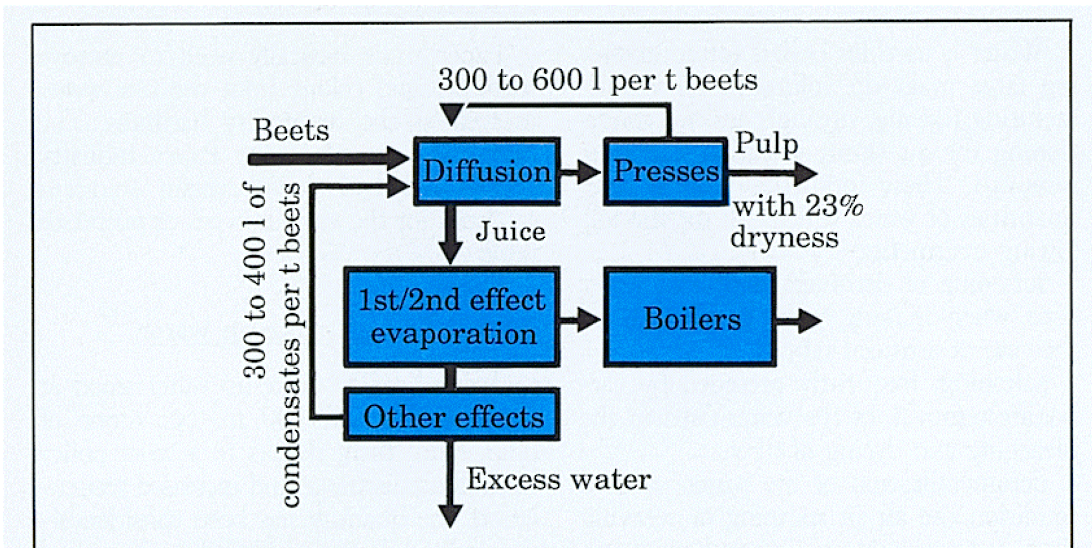 300 to 600 l per t beets
Beets
Diffusion
Presses
Pulp
with 23%
dryness
300 to 400 l of
condensates per t beets
Juice
1st/2nd effect
evaporation
Boilers
Other effects
Excess water